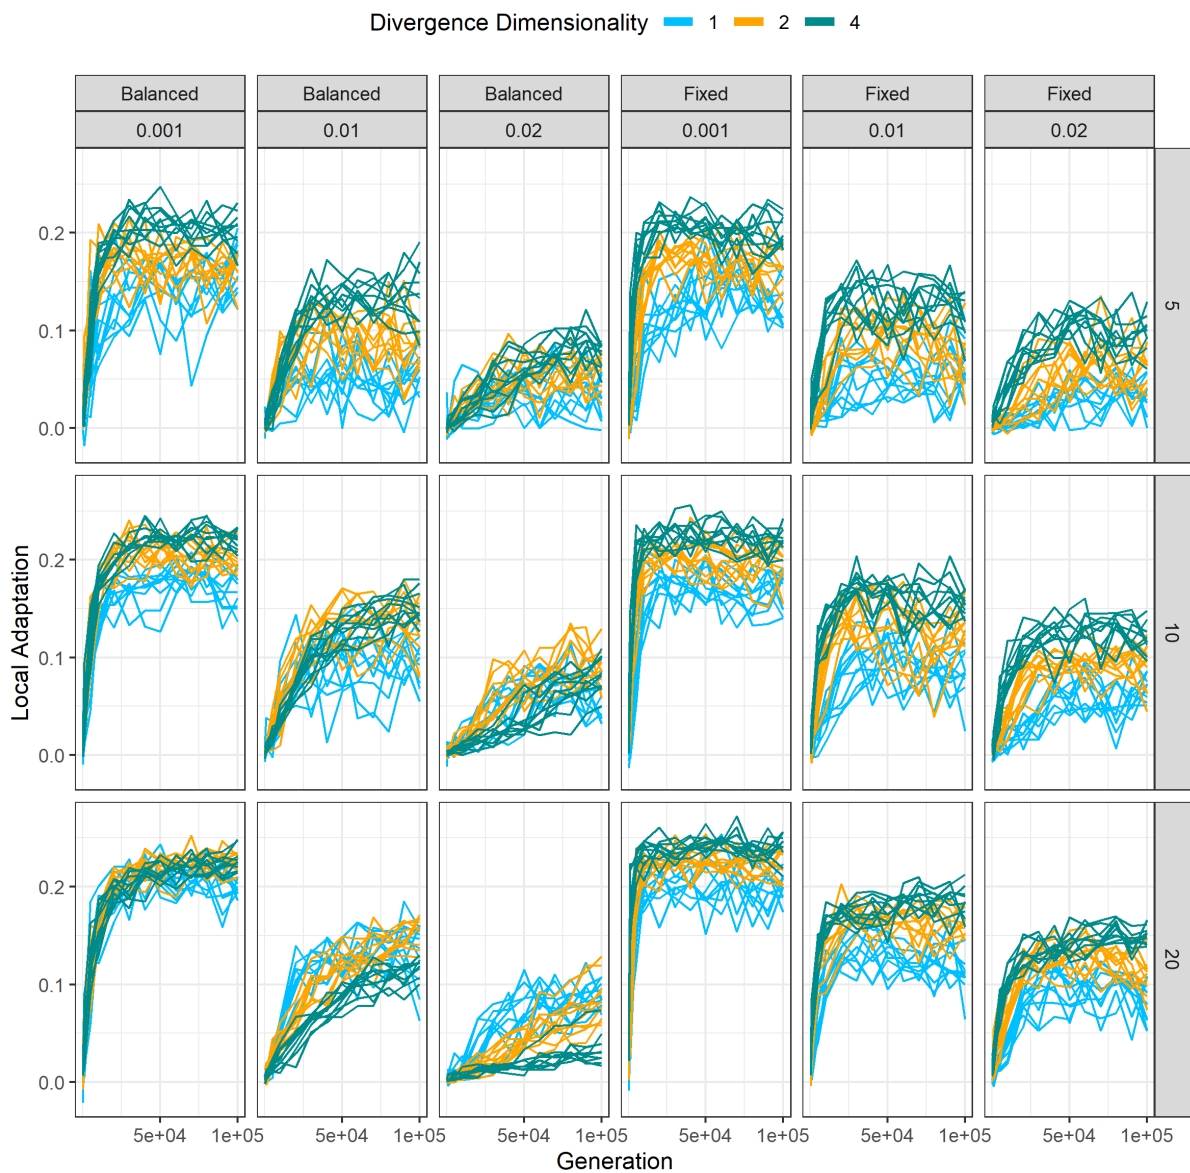 Divergence Dimensionality 1 2 4
Balanced Balanced Balanced Fixed Fixed Fixed
0.001 0.01 0.02 0.001 0.01 0.02
0.2
0.1
0.0
5
0.2
0.1
0.0
10
0.2
0.1
0.0
20
Local Adaptation
5e+04 1e+05 5e+04 1e+05 5e+04 1e+05 5e+04 1e+05 5e+04 1e+05 5e+04 1e+05
Generation